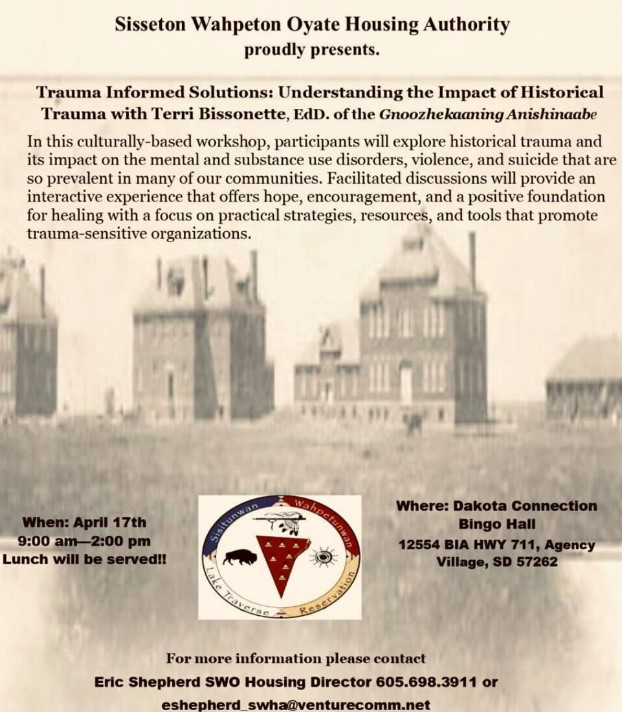 Sisseton Wahpeton Oyate Housing Authority
proudly presents.
Trauma Informed Solutions: Understanding the Impact of Historical
Trauma with Terri Bissonette, EdD. of the Gnoozhekaaning Anishinaabe
In this culturally-based workshop, participants will explore historical trauma and
its impact on the mental and substance use disorders, violence, and suicide that are
so prevalent in many of our communities. Facilitated discussions will provide an
interactive experience that offers hope, encouragement, and a positive foundation
for healing with a focus on practical strategies, resources, and tools that promote
trauma-sensitive organizations.
When: April 17th
9:00 am—2:00 pm
Lunch will be served!!
Sisitunwan
Wahpetunwan
Lake Traverse
Reservation
Where: Dakota Connection
Bingo Hall
12554 BIA HWY 711, Agency
Village, SD 57262
For more information please contact
Eric Shepherd SWO Housing Director 605.698.3911 or
eshepherd_swha@venturecomm.net